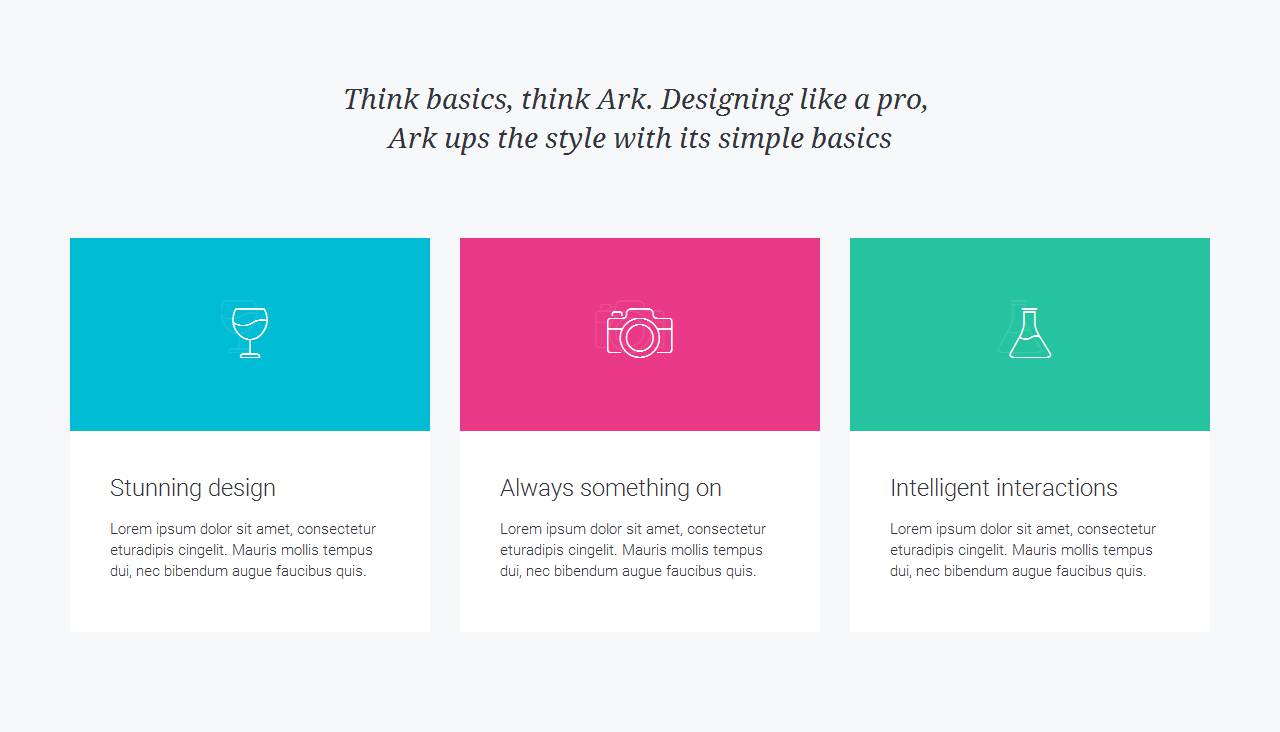 Think basics, think Ark. Designing like a pro,
Ark ups the style with its simple basics
Stunning design
Lorem ipsum dolor sit amet, consectetur
eturadipis cingelit. Mauris mollis tempus
dui, nec bibendum augue faucibus quis.
Always something on
Lorem ipsum dolor sit amet, consectetur
eturadipis cingelit. Mauris mollis tempus
dui, nec bibendum augue faucibus quis.
Intelligent interactions
Lorem ipsum dolor sit amet, consectetur
eturadipis cingelit. Mauris mollis tempus
dui, nec bibendum augue faucibus quis.